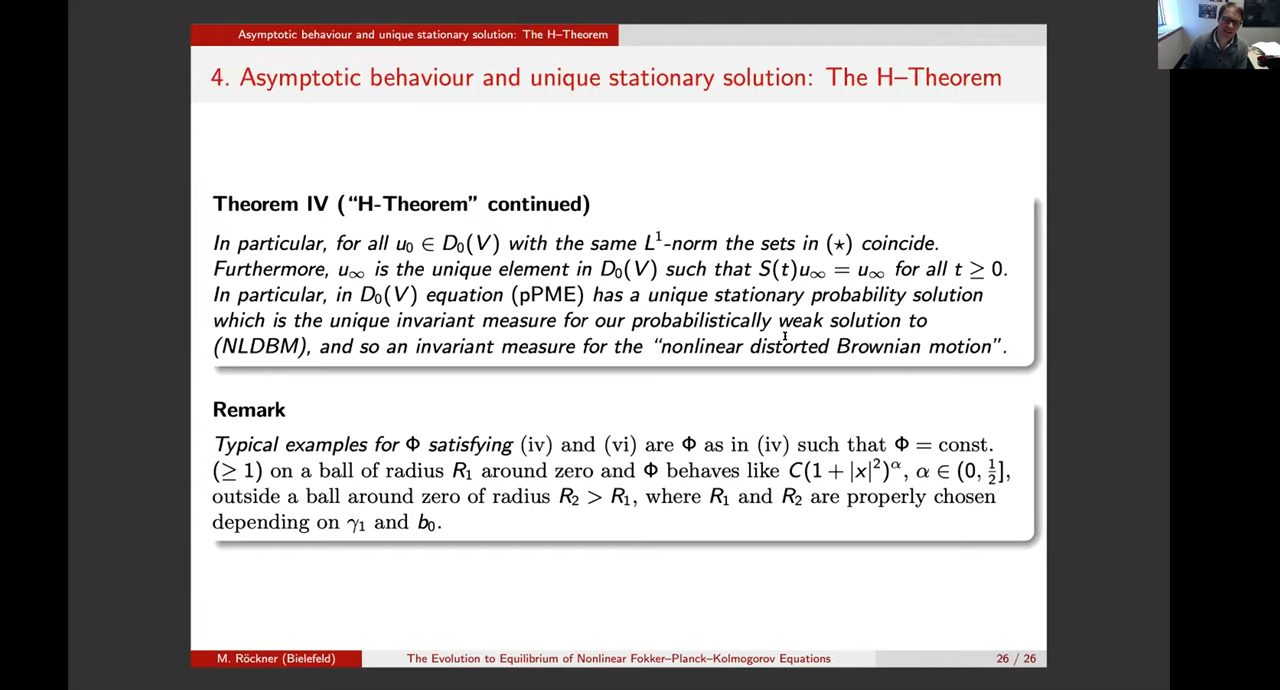 Asymptotic behaviour and unique stationary solution: The H–Theorem
4. Asymptotic behaviour and unique stationary solution: The H–Theorem
Theorem IV (“H-Theorem” continued)
In particular, for all u₀ ∈ D₀(V) with the same L¹-norm the sets in (⋆) coincide.
Furthermore, u∞ is the unique element in D₀(V) such that S(t)u∞ = u∞ for all t ≥ 0.
In particular, in D₀(V) equation (pPME) has a unique stationary probability solution
which is the unique invariant measure for our probabilistically weak solution to
(NLDBM), and so an invariant measure for the “nonlinear distorted Brownian motion”.
Remark
Typical examples for Φ satisfying (iv) and (vi) are Φ as in (iv) such that Φ = const.
(≥ 1) on a ball of radius R₁ around zero and Φ behaves like C(1 + |x|²)^α, α ∈ (0, ½],
outside a ball around zero of radius R₂ > R₁, where R₁ and R₂ are properly chosen
depending on γ₁ and b₀.
M. Röckner (Bielefeld) The Evolution to Equilibrium of Nonlinear Fokker–Planck–Kolmogorov Equations 26 / 26